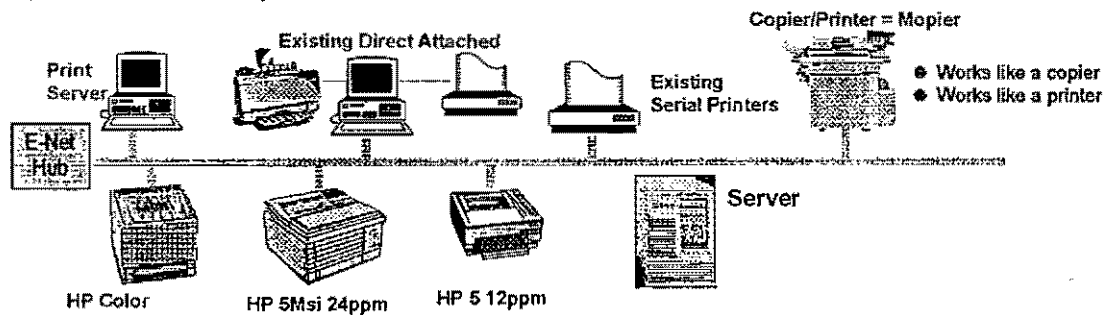 Copier/Printer = Mopier
Existing Direct Attached
Print
Server
Existing
Serial Printers
● Works like a copier
● Works like a printer
E-Net
Hub
Server
HP Color
HP 5Msi 24ppm
HP 5 12ppm